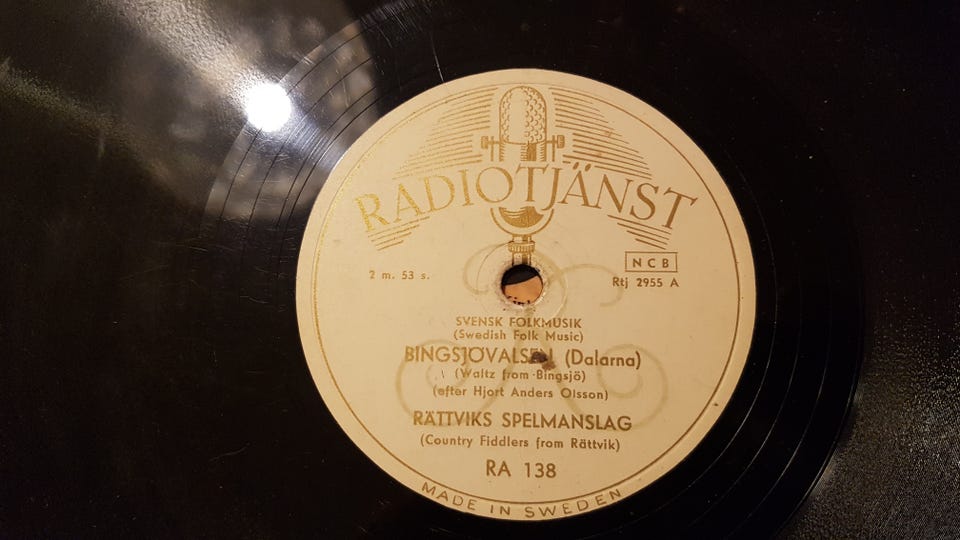 RADIOTJÄNST
2 m. 53 s.
NCB
Rtj 2955 A
SVENSK FOLKMUSIK
(Swedish Folk Music)
BINGSJÖVALSEN (Dalarna)
(Waltz from Bingsjö)
(efter Hjort Anders Olsson)
RÄTTVIKS SPELMANSLAG
(Country Fiddlers from Rättvik)
RA 138
MADE IN SWEDEN